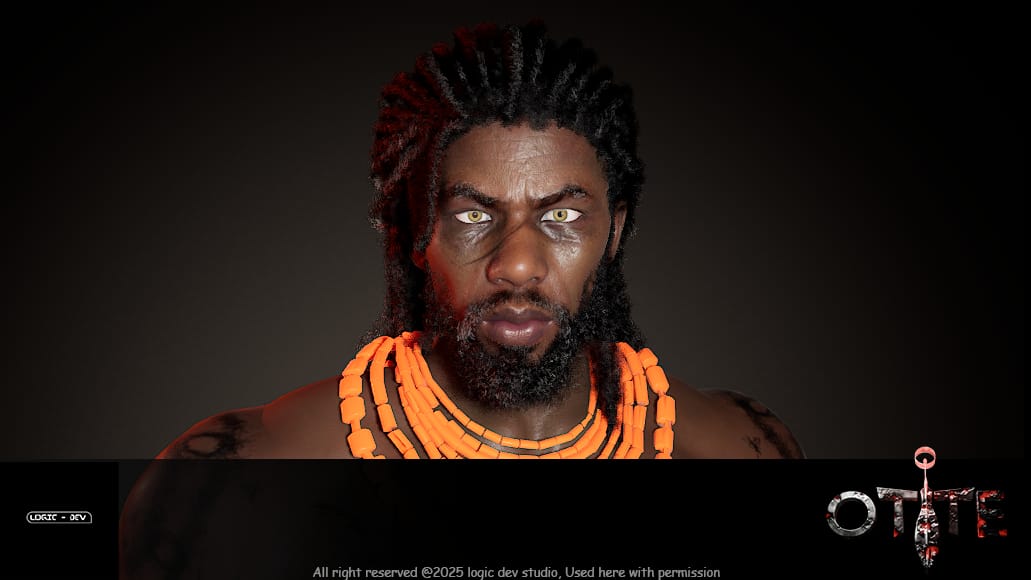 LOGIC - DEV
OTITE
All right reserved @2025 logic dev studio, Used here with permission